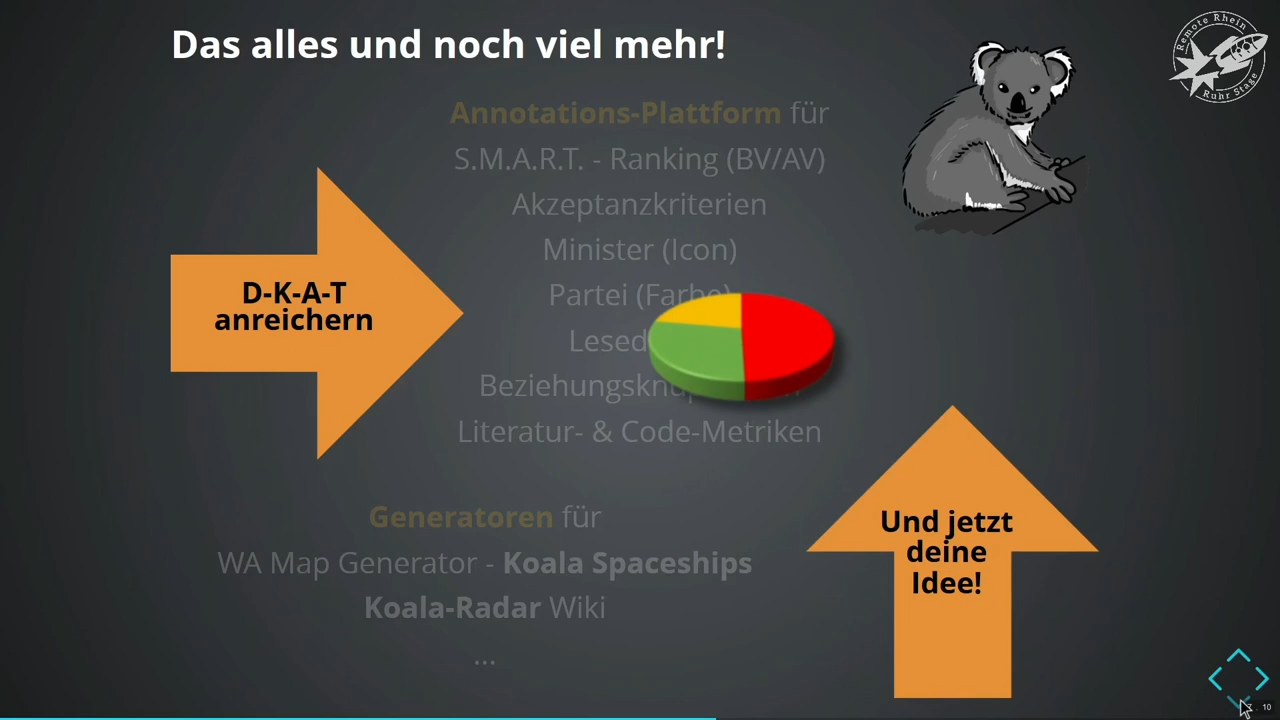 Das alles und noch viel mehr!
Remote Rhein
Ruhr Stage
Annotations-Plattform für
S.M.A.R.T. - Ranking (BV/AV)
Akzeptanzkriterien
Minister (Icon)
Partei (Farbe)
Lesed
Literatur- & Code-Metriken
D-K-A-T
anreichern
Generatoren für
WA Map Generator - Koala Spaceships
Koala-Radar Wiki
...
Und jetzt
deine
Idee!
10